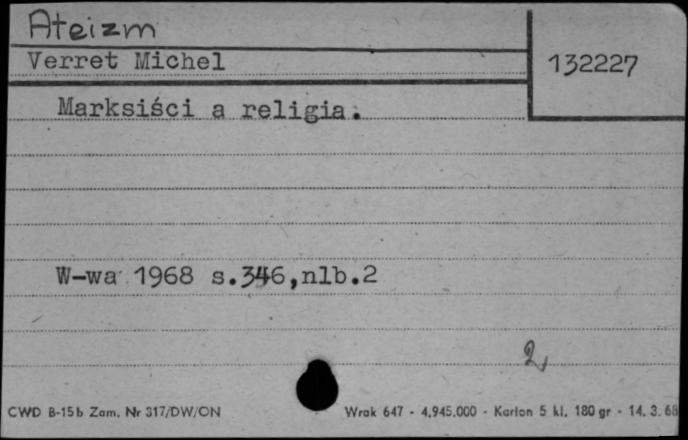 Ateizm
Verret Michel
132227
Marksiści a religia.
W-wa 1968 s.346,nlb.2
2,
CWD B-15b Zam. Nr 317/DW/ON
Wrak 647 - 4,945.000 - Karton 5 kl. 180 gr - 14. 3. 68